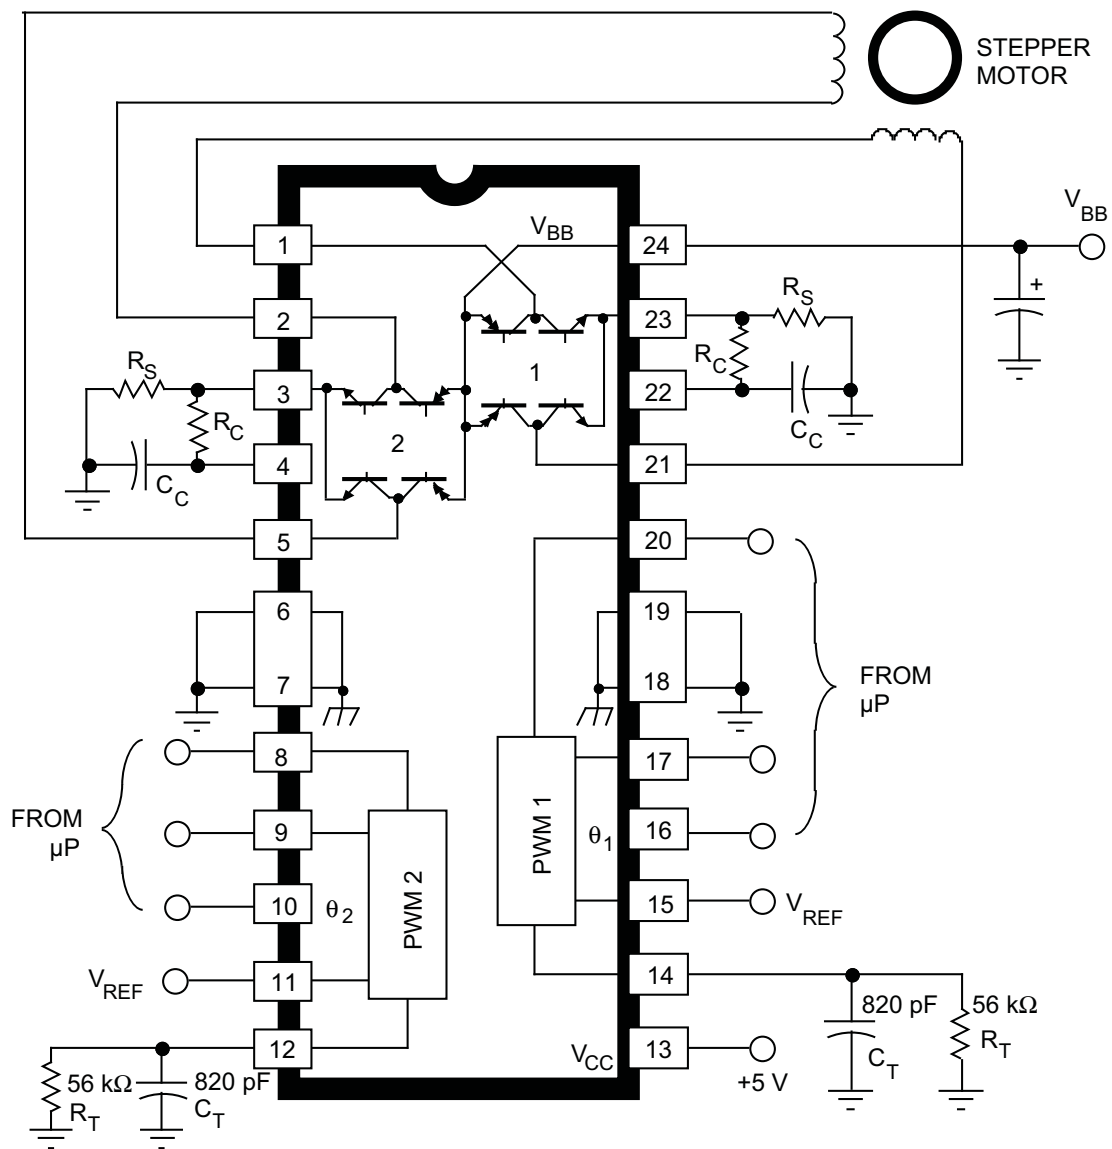 STEPPER
MOTOR
V BB
1
V BB
24
2
23
R S
R C
C C
22
1
R S
3
R C
4
C C
2
21
5
20
6
7
19
18
FROM
µP
8
17
FROM
µP
9
10
θ 2
PWM 2
PWM 1
θ 1
16
15
V REF
V REF
11
14
820 pF
C T
56 kΩ
R T
12
V CC
13
+5 V
56 kΩ
R T
820 pF
C T
+